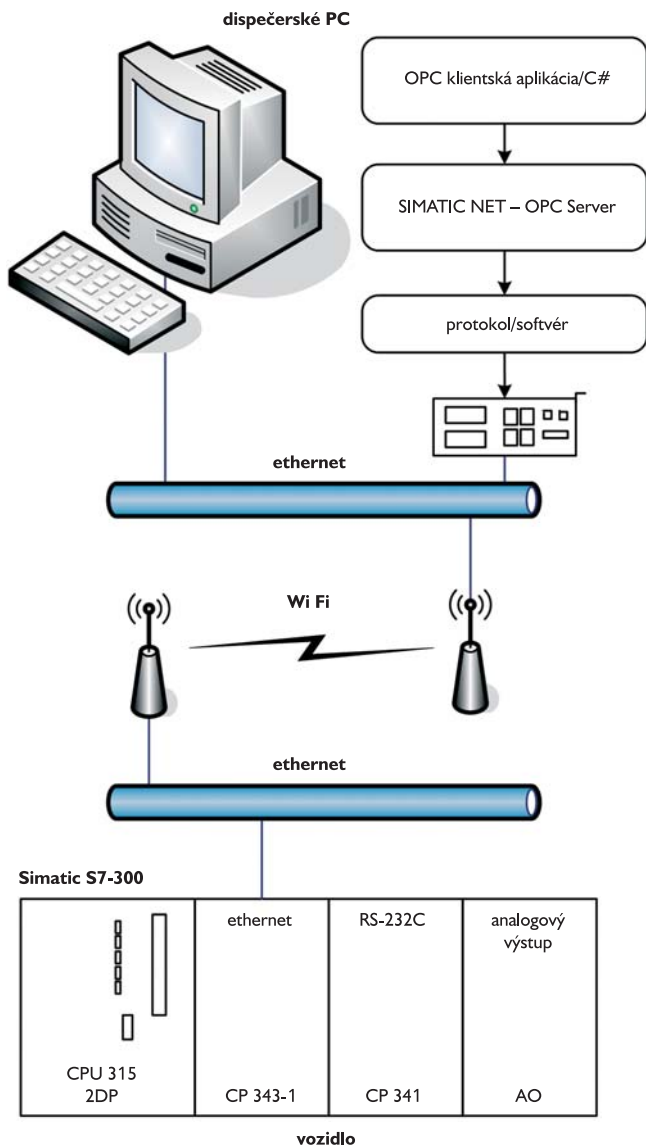 dispečerské PC
OPC klientská aplikácia/C#
SIMATIC NET – OPC Server
protokol/softvér
ethernet
Wi Fi
ethernet
Simatic S7-300
ethernet
RS-232C
analogový
výstup
CPU 315
2DP
CP 343-1
CP 341
AO
vozidlo